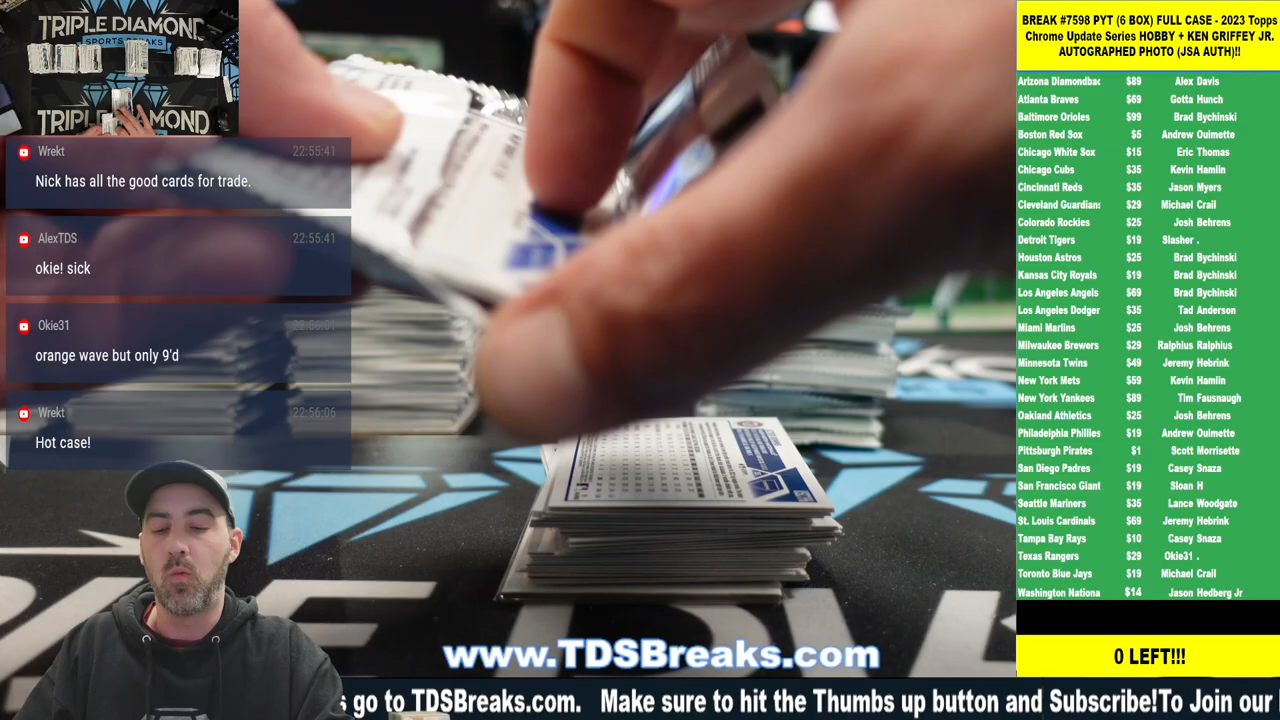 TRIPLE DIAMOND
SPORTS BREAKS
TRIPLE DIAMOND
Wrekt 22:55:41
Nick has all the good cards for trade.
AlexTDS 22:55:41
okie! sick
Okie31 22:56:01
orange wave but only 9'd
Wrekt 22:56:06
Hot case!
www.TDSBreaks.com
s go to TDSBreaks.com. Make sure to hit the Thumbs up button and Subscribe!To Join our
BREAK #7598 PYT (6 BOX) FULL CASE - 2023 Topps
Chrome Update Series HOBBY + KEN GRIFFEY JR.
AUTOGRAPHED PHOTO (JSA AUTH)!!
Arizona Diamondbac $89 Alex Davis
Atlanta Braves $69 Gotta Hunch
Baltimore Orioles $99 Brad Bychinski
Boston Red Sox $5 Andrew Ouimette
Chicago White Sox $15 Eric Thomas
Chicago Cubs $35 Kevin Hamlin
Cincinnati Reds $35 Jason Myers
Cleveland Guardians $29 Michael Crail
Colorado Rockies $25 Josh Behrens
Detroit Tigers $19 Slasher .
Houston Astros $25 Brad Bychinski
Kansas City Royals $19 Brad Bychinski
Los Angeles Angels $69 Brad Bychinski
Los Angeles Dodger $35 Tad Anderson
Miami Marlins $25 Josh Behrens
Milwaukee Brewers $29 Ralphius Ralphius
Minnesota Twins $49 Jeremy Hebrink
New York Mets $59 Kevin Hamlin
New York Yankees $89 Tim Fausnaugh
Oakland Athletics $25 Josh Behrens
Philadelphia Phillies $19 Andrew Ouimette
Pittsburgh Pirates $1 Scott Morrisette
San Diego Padres $19 Casey Snaza
San Francisco Giant $19 Sloan H
Seattle Mariners $35 Lance Woodgate
St. Louis Cardinals $69 Jeremy Hebrink
Tampa Bay Rays $10 Casey Snaza
Texas Rangers $29 Okie31 .
Toronto Blue Jays $19 Michael Crail
Washington Nationa $14 Jason Hedberg Jr
0 LEFT!!!